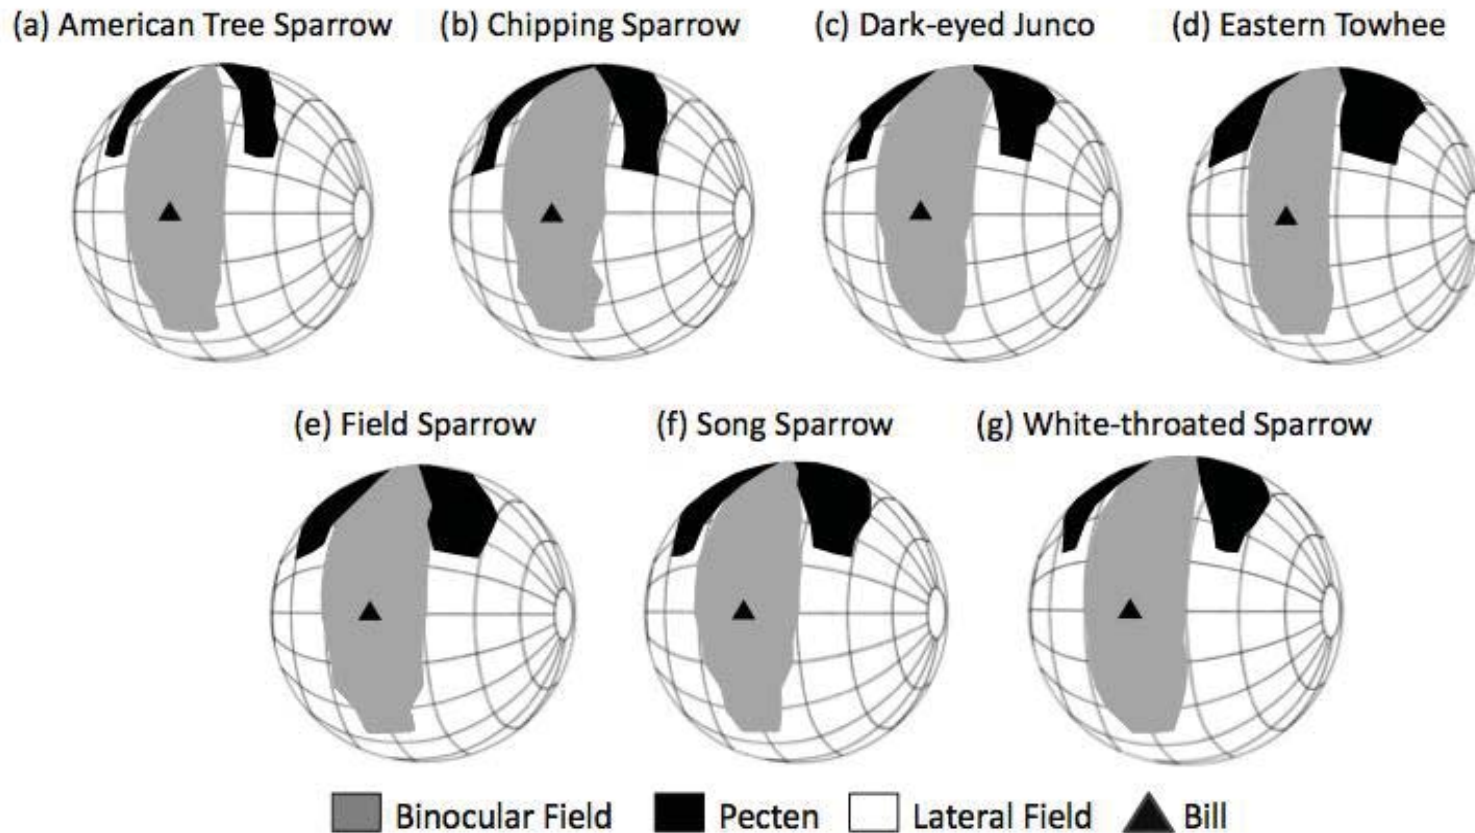 (a) American Tree Sparrow
(b) Chipping Sparrow
(c) Dark-eyed Junco
(d) Eastern Towhee
(e) Field Sparrow
(f) Song Sparrow
(g) White-throated Sparrow
Binocular Field
Pecten
Lateral Field
Bill